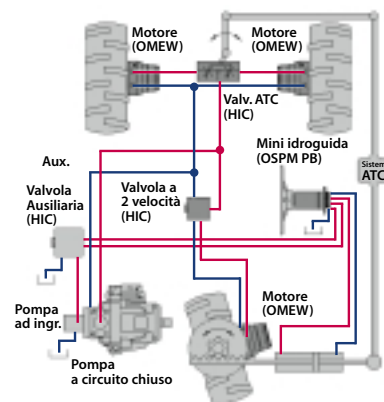 Motore
(OMEW)
Motore
(OMEW)
Valv. ATC
(HIC)
Mini idroguida
(OSPM PB)
Sistem
ATC
Aux.
Valvola
Ausiliaria
(HIC)
Valvola a
2 velocità
(HIC)
Motore
(OMEW)
Pompa
ad ingr.
Pompa
a circuito chiuso